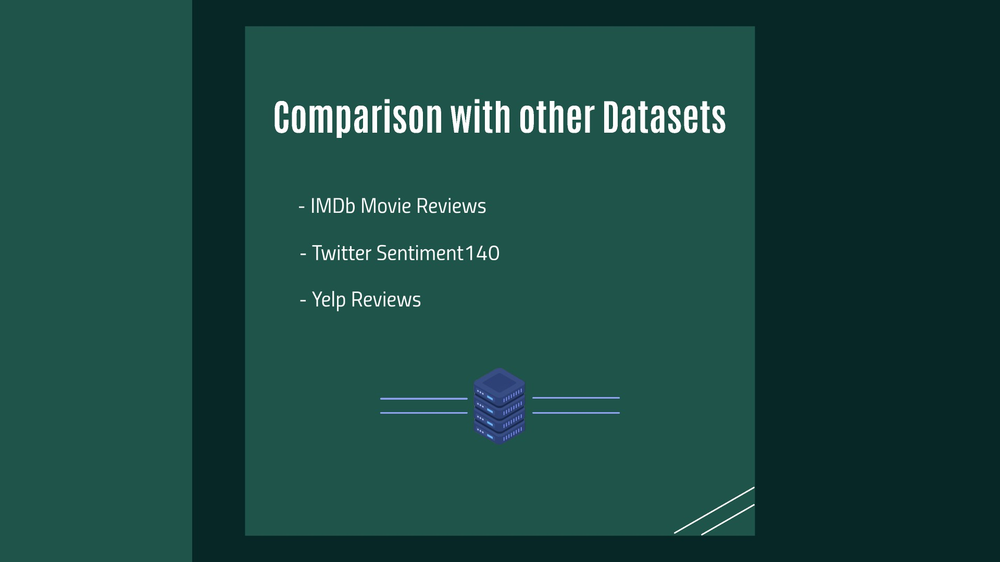 Comparison with other Datasets
- IMDb Movie Reviews
- Twitter Sentiment140
- Yelp Reviews